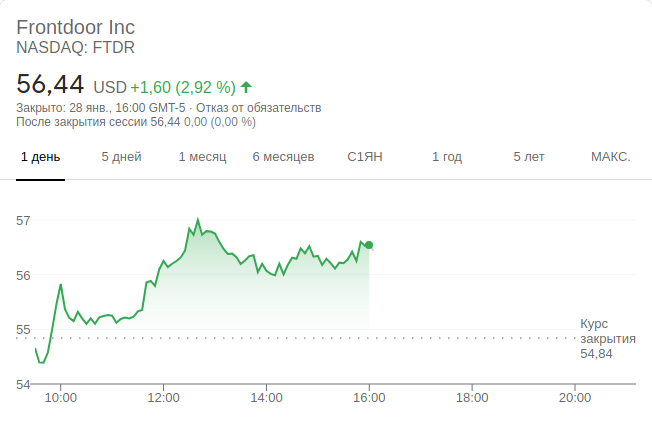 Frontdoor Inc
NASDAQ: FTDR
56,44 USD +1,60 (2,92 %)
Закрыто: 28 янв., 16:00 GMT-5 · Отказ от обязательств
После закрытия сессии 56,44 0,00 (0,00 %)
1 день 5 дней 1 месяц 6 месяцев С1ЯН 1 год 5 лет МАКС.
57
56
55
Курс
закрытия
54,84
54
10:00 12:00 14:00 16:00 18:00 20:00